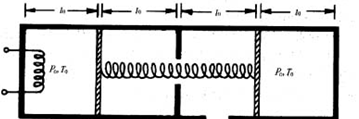 l₀ l₀ l₀ l₀
P₀, T₀ P₀, T₀